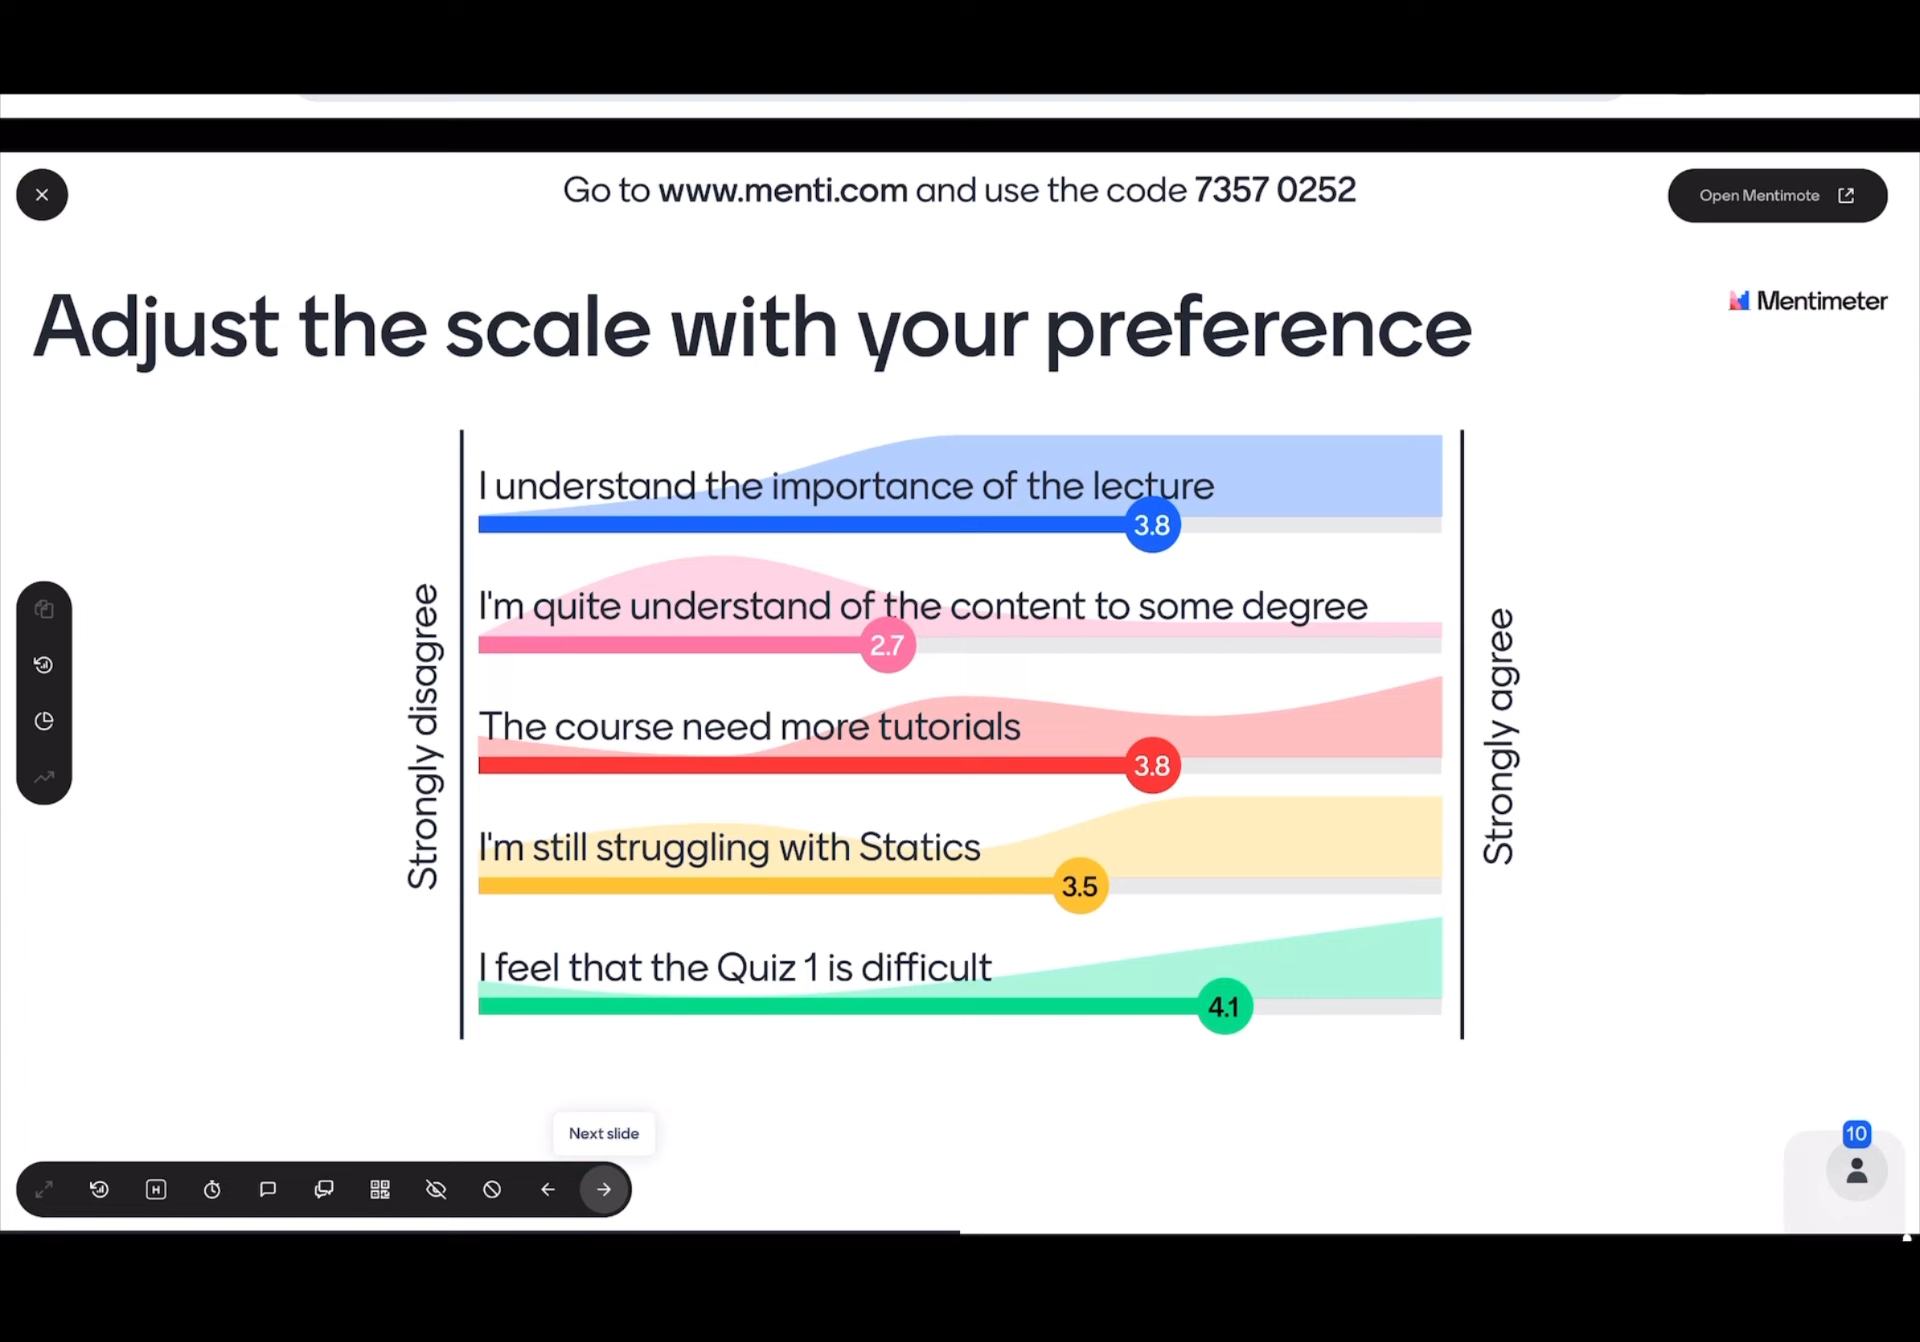 Go to www.menti.com and use the code 7357 0252
Open Mentimote
Adjust the scale with your preference
Mentimeter
Strongly disagree
I understand the importance of the lecture
3.8
I'm quite understand of the content to some degree
2.7
The course need more tutorials
3.8
I'm still struggling with Statics
3.5
I feel that the Quiz 1 is difficult
4.1
Strongly agree
Next slide
10
H